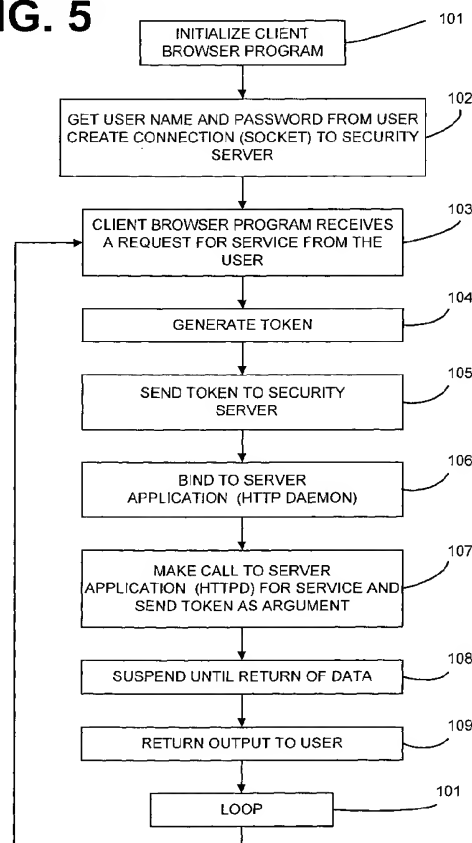 IG. 5
INITIALIZE CLIENT
BROWSER PROGRAM
101
GET USER NAME AND PASSWORD FROM USER
CREATE CONNECTION (SOCKET) TO SECURITY
SERVER
102
CLIENT BROWSER PROGRAM RECEIVES
A REQUEST FOR SERVICE FROM THE
USER
103
GENERATE TOKEN
104
SEND TOKEN TO SECURITY
SERVER
105
BIND TO SERVER
APPLICATION (HTTP DAEMON)
106
MAKE CALL TO SERVER
APPLICATION (HTTPD) FOR SERVICE AND
SEND TOKEN AS ARGUMENT
107
SUSPEND UNTIL RETURN OF DATA
108
RETURN OUTPUT TO USER
109
LOOP
101